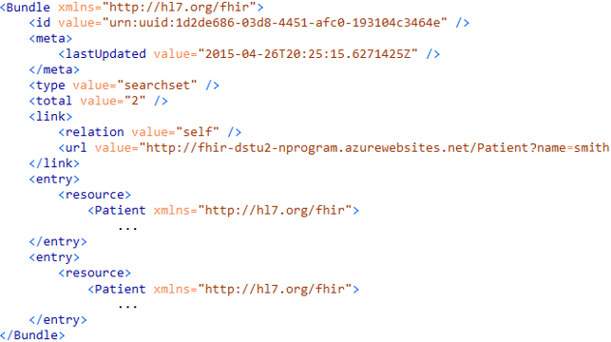 <Bundle xmlns="http://hl7.org/fhir">
<id value="urn:uuid:1d2de686-03d8-4451-afc0-193104c3464e" />
<meta>
<lastUpdated value="2015-04-26T20:25:15.6271425Z" />
</meta>
<type value="searchset" />
<total value="2" />
<link>
<relation value="self" />
<url value="http://fhir-dstu2-nprogram.azurewebsites.net/Patient?name=smith
</link>
<entry>
<resource>
<Patient xmlns="http://hl7.org/fhir">
...
</entry>
<entry>
<resource>
<Patient xmlns="http://hl7.org/fhir">
...
</entry>
</Bundle>